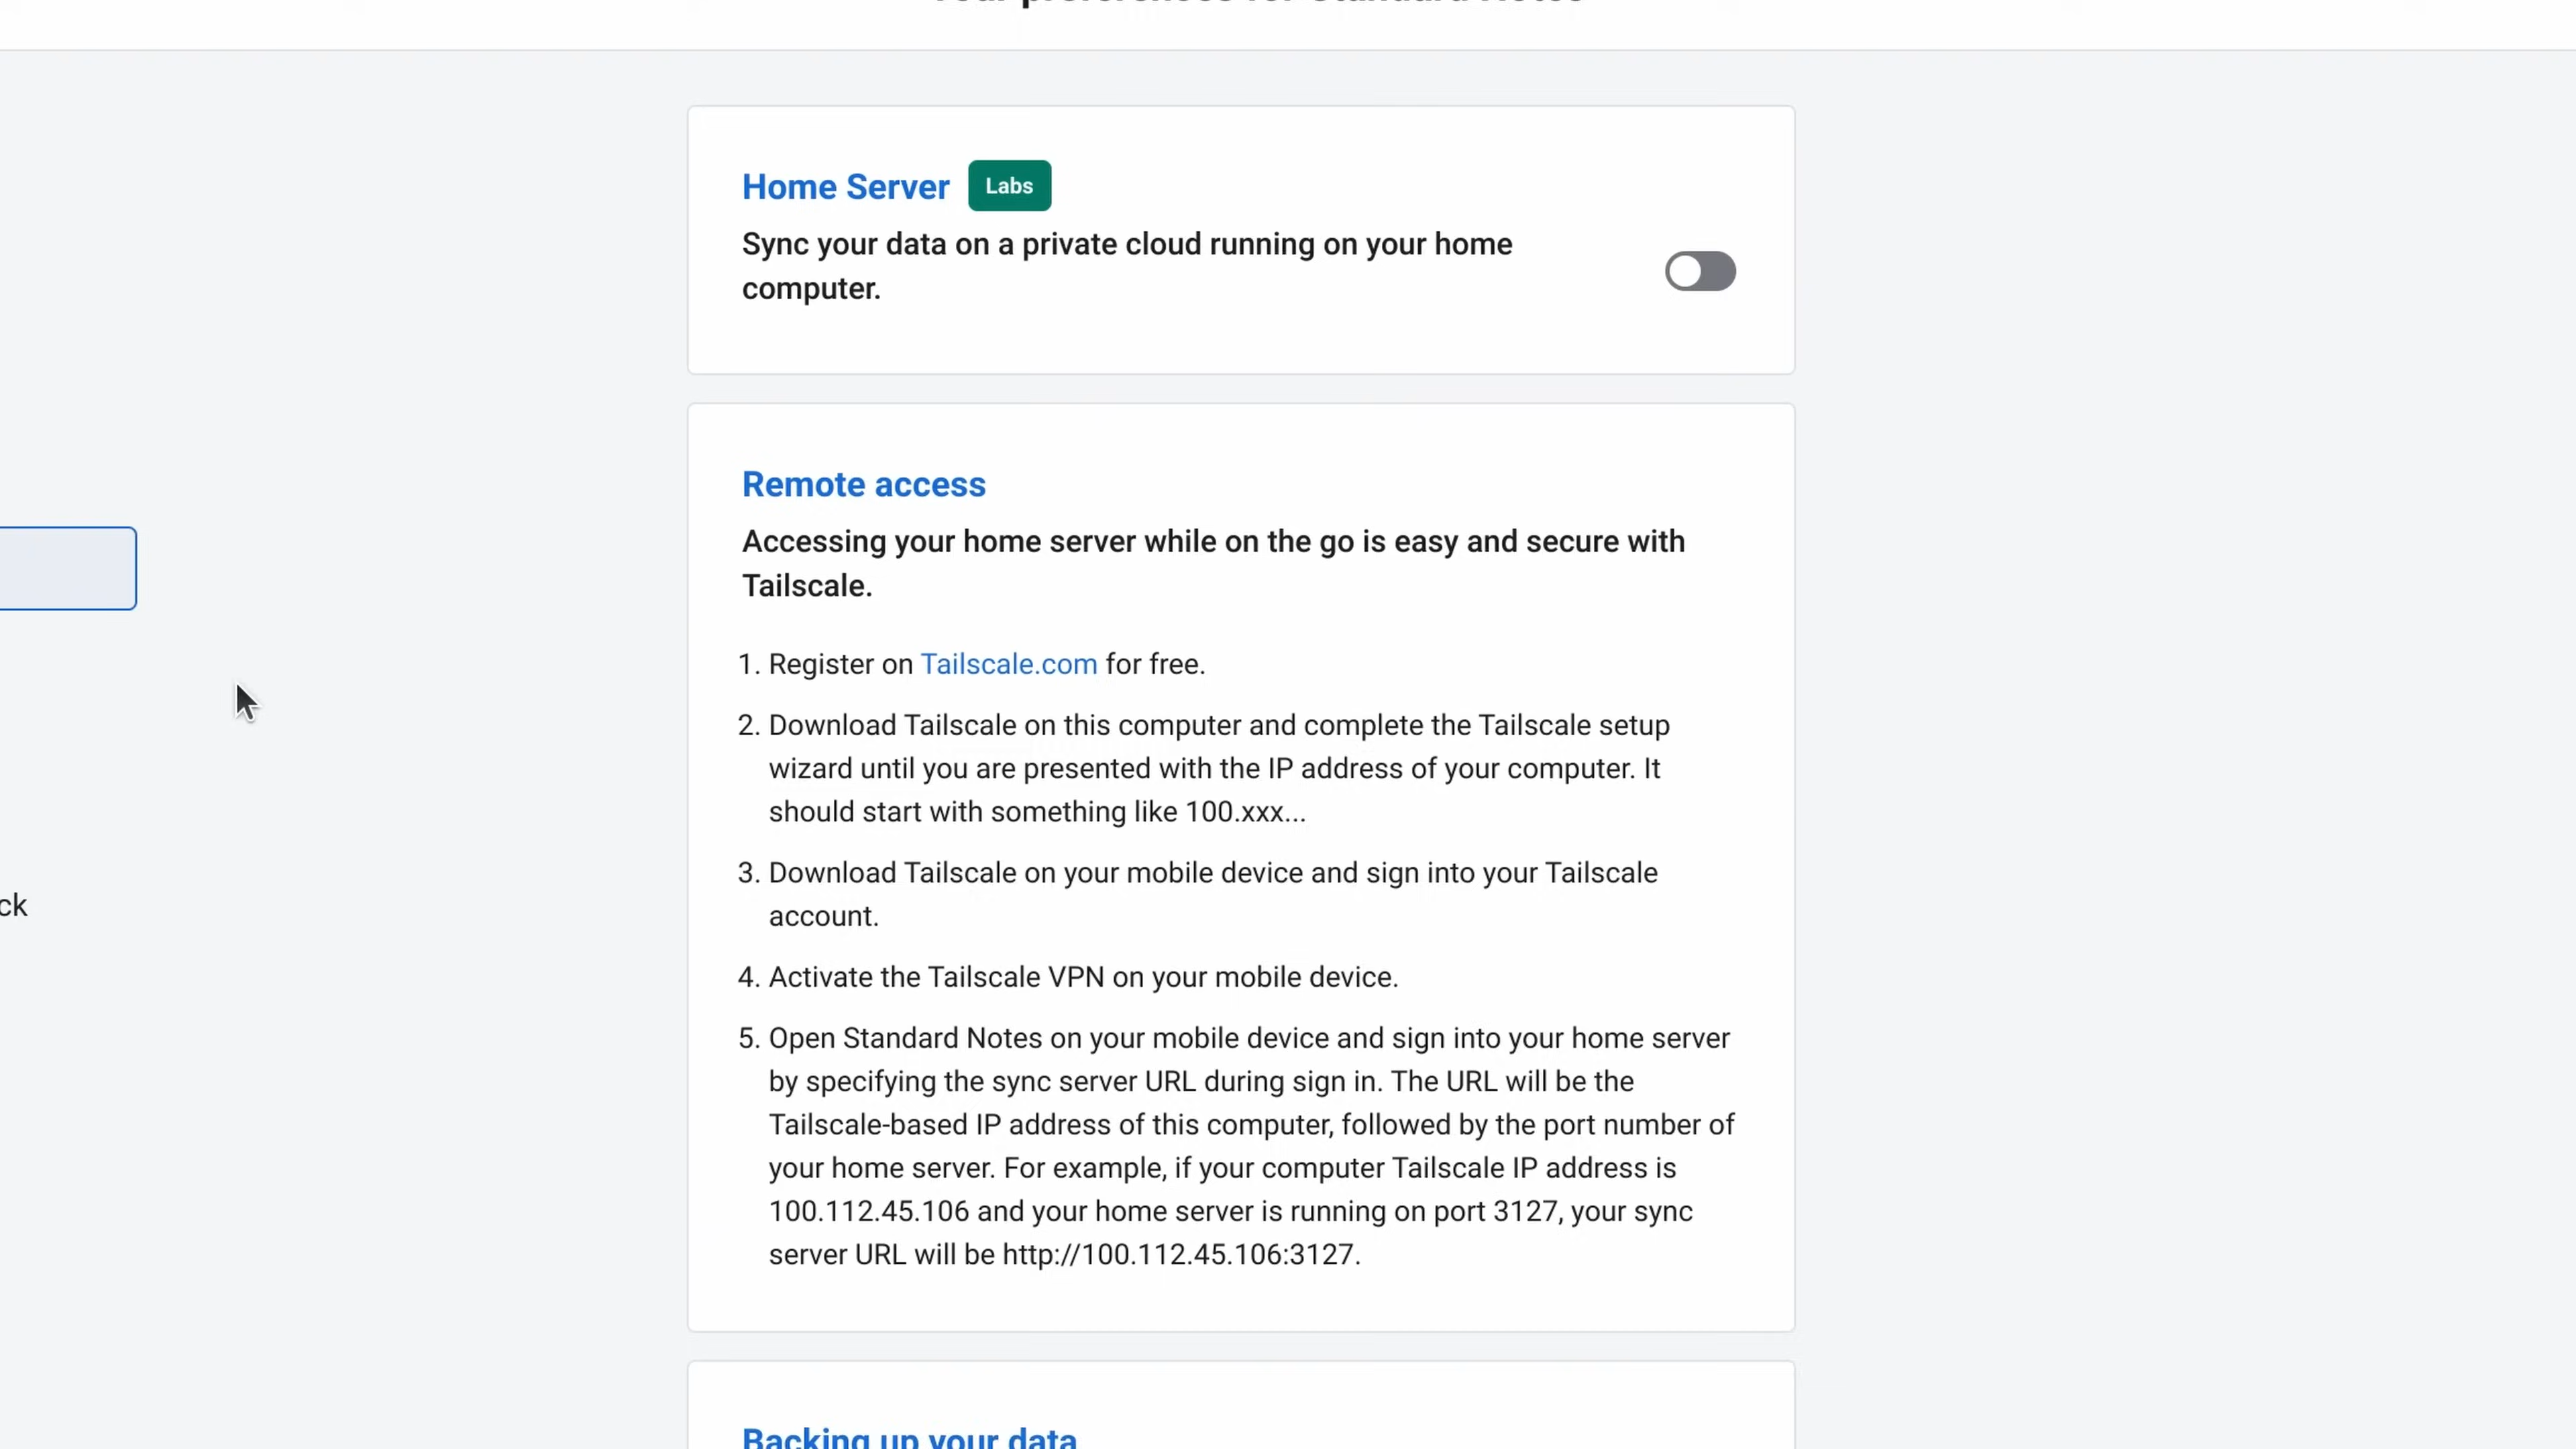 Your preferences for Standard Notes
Home Server Labs
Sync your data on a private cloud running on your home
computer.
Remote access
Accessing your home server while on the go is easy and secure with
Tailscale.
1. Register on Tailscale.com for free.
2. Download Tailscale on this computer and complete the Tailscale setup
wizard until you are presented with the IP address of your computer. It
should start with something like 100.xxx...
3. Download Tailscale on your mobile device and sign into your Tailscale
account.
ck
4. Activate the Tailscale VPN on your mobile device.
5. Open Standard Notes on your mobile device and sign into your home server
by specifying the sync server URL during sign in. The URL will be the
Tailscale-based IP address of this computer, followed by the port number of
your home server. For example, if your computer Tailscale IP address is
100.112.45.106 and your home server is running on port 3127, your sync
server URL will be http://100.112.45.106:3127.
Backing up your data